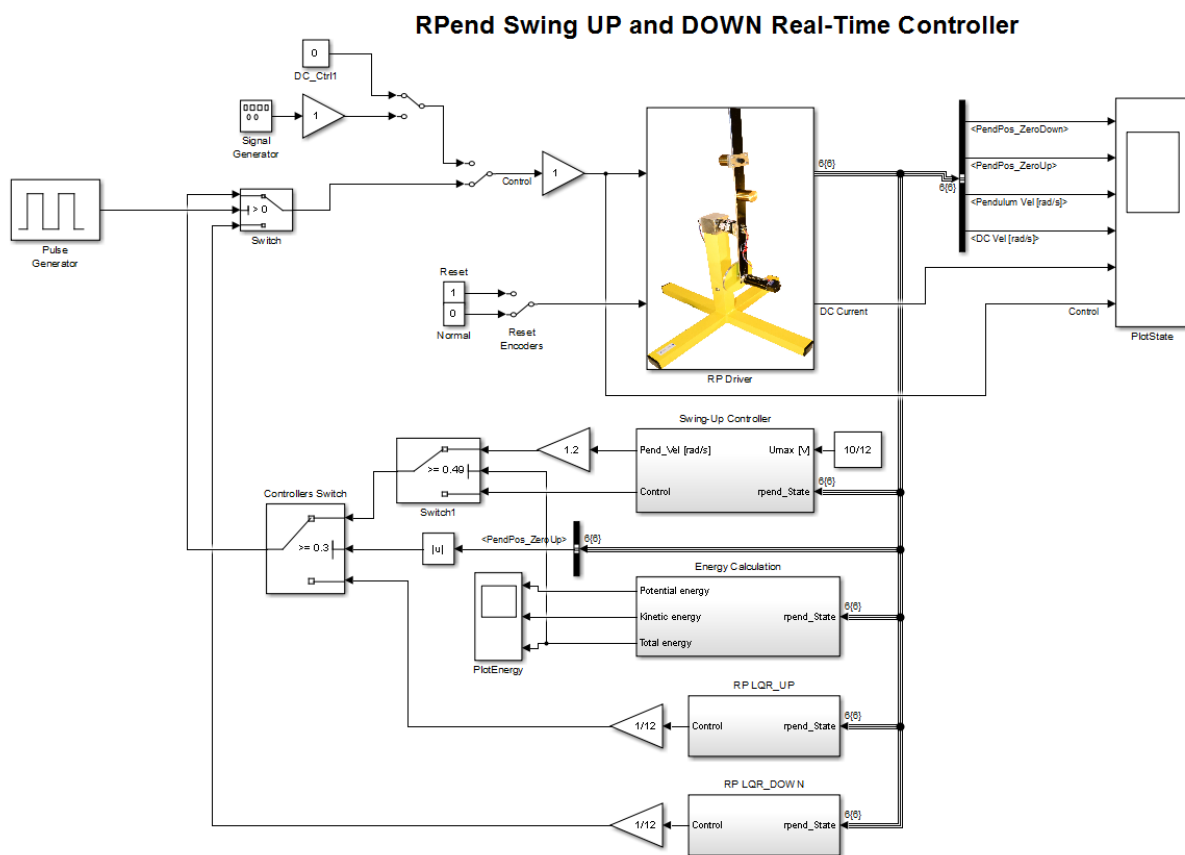 RPend Swing UP and DOWN Real-Time Controller
0
DC_Ctrl1
Signal
Generator
1
Control
1
6{6}
6{6}
<PendPos_ZeroDown>
<PendPos_ZeroUp>
<Pendulum Vel [rad/s]>
<DC Vel [rad/s]>
DC Current
Control
PlotState
Pulse
Generator
> 0
Switch
Reset
1
0
Normal
Reset
Encoders
RP Driver
Swing-Up Controller
Pend_Vel [rad/s]
Umax [V]
Control
rpend_State
10/12
6{6}
1.2
>= 0.49
Switch1
Controllers Switch
>= 0.3
|u|
<PendPos_ZeroUp>
6{6}
Energy Calculation
Potential energy
Kinetic energy
Total energy
rpend_State
6{6}
PlotEnergy
RP LQR_UP
1/12
Control
rpend_State
6{6}
RP LQR_DOWN
1/12
Control
rpend_State
6{6}